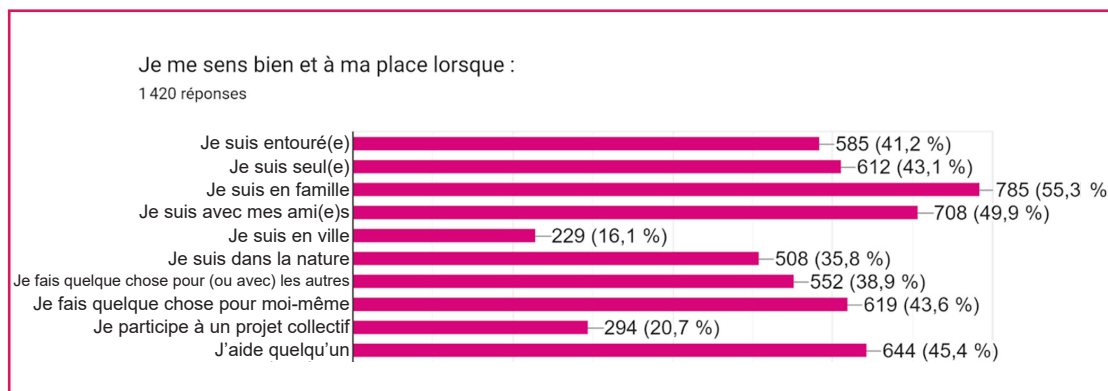 Je me sens bien et à ma place lorsque :
1 420 réponses
Je suis entouré(e) 585 (41,2 %)
Je suis seul(e) 612 (43,1 %)
Je suis en famille 785 (55,3 %
Je suis avec mes ami(e)s 708 (49,9 %)
Je suis en ville 229 (16,1 %)
Je suis dans la nature 508 (35,8 %)
Je fais quelque chose pour (ou avec) les autres 552 (38,9 %)
Je fais quelque chose pour moi-même 619 (43,6 %)
Je participe à un projet collectif 294 (20,7 %)
J’aide quelqu’un 644 (45,4 %)